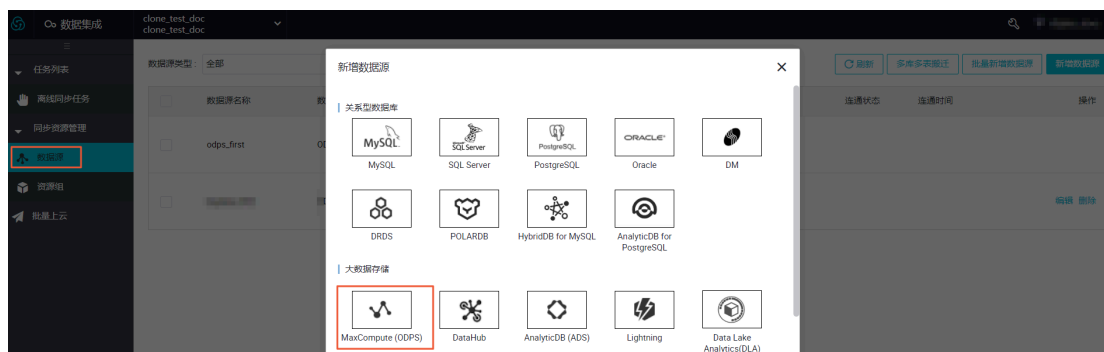 数据集成
clone_test_doc
clone_test_doc
任务列表
离线同步任务
同步资源管理
数据源
资源组
批量上云
数据源类型: 全部
刷新
多库多表搬迁
批量新增数据源
新增数据源
数据源名称
数
连通状态
连通时间
操作
odps_first
OD
编辑 删除
新增数据源
关系型数据库
MySQL
SQL Server
PostgreSQL
ORACLE
DM
MySQL
SQL Server
PostgreSQL
Oracle
DRDS
POLARDB
HybridDB for MySQL
AnalyticDB for
PostgreSQL
大数据存储
MaxCompute (ODPS)
DataHub
AnalyticDB (ADS)
Lightning
Data Lake
Analytics(DLA)